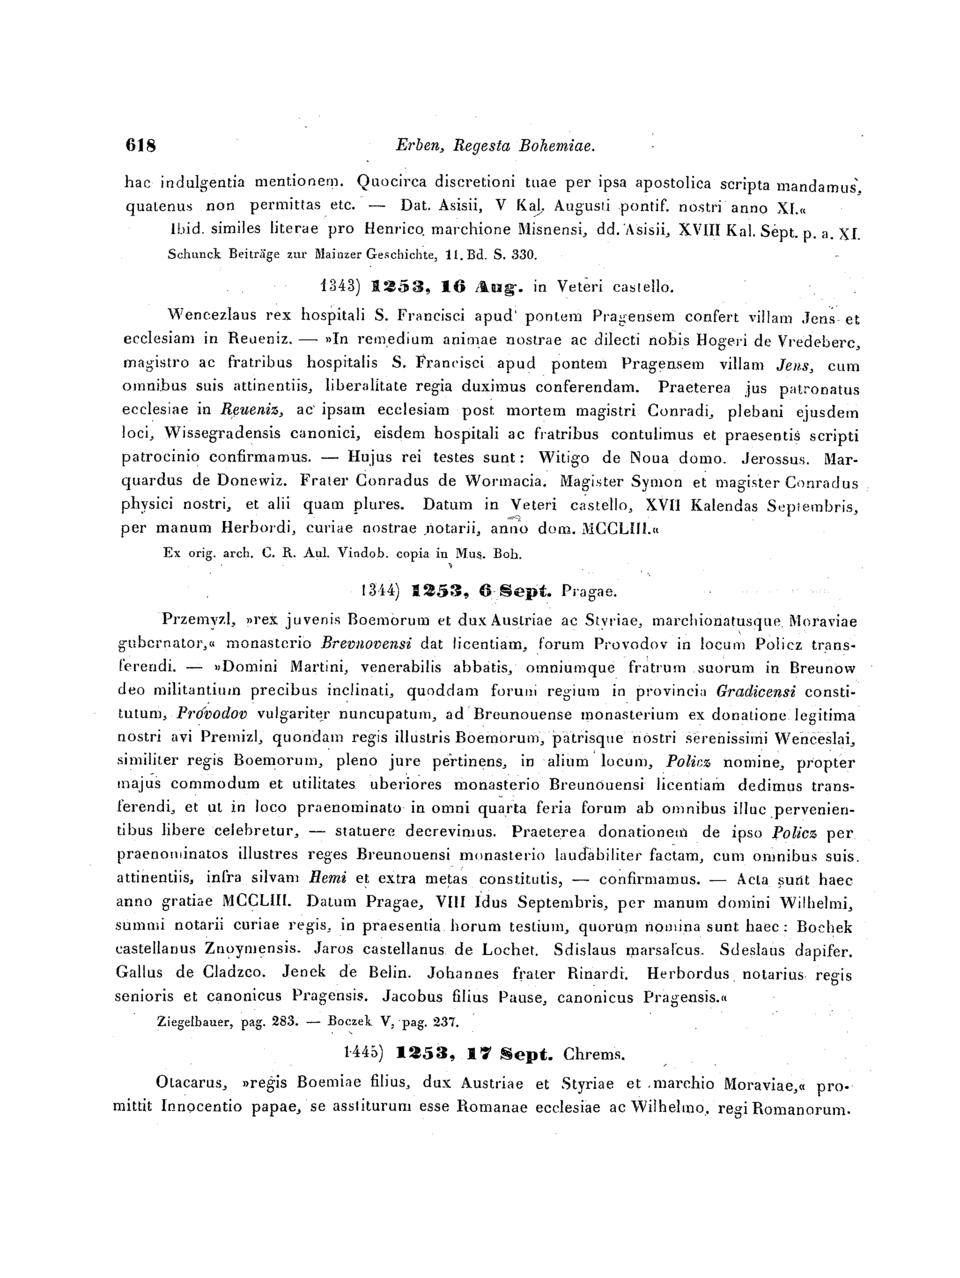 618 Erben, Regesta Bohemiae.
hac indulgentia mentionem. Quocirca discretioni tuae per ipsa apostolica scripta mandamus,
quatenus non permittas etc. — Dat. Asisii, V Kal. Augusti pontif. nostri anno XI.«
Ibid. similes literae pro Henrico marchione Misnensi, dd. Asisii, XVIII Kal. Sept. p. a. XI.
Schunck Beiträge zur Mainzer Geschichte, II. Bd. S. 330.
1343) 1253, 16 Aug. in Veteri castello.
Wencezlaus rex hospitali S. Francisci apud pontem Pragensem confert villam Jens et
ecclesiam in Reueniz. — »In remedium animae nostrae ac dilecti nobis Hogeri de Vredeberc,
magistro ac fratribus hospitalis S. Francisci apud pontem Pragensem villam Jens, cum
omnibus suis attinentiis, liberalitate regia duximus conferendam. Praeterea jus patronatus
ecclesiae in Reueniz, ac ipsam ecclesiam post mortem magistri Conradi, plebani ejusdem
loci, Wissegradensis canonici, eisdem hospitali ac fratribus contulimus et praesentis scripti
patrocinio confirmamus. — Hujus rei testes sunt: Witigo de Noua domo. Jerossus. Mar-
quardus de Donewiz. Frater Conradus de Wormacia. Magister Symon et magister Conradus
physici nostri, et alii quam plures. Datum in Veteri castello, XVII Kalendas Septembris,
per manum Herbordi, curiae nostrae notarii, anno dom. MCCLIII.«
Ex orig. arch. C. R. Aul. Vindob. copia in Mus. Boh.
1344) 1253, 6 Sept. Pragae.
Przemyzl, »rex juvenis Boemorum et dux Austriae ac Styriae, marchionatusque Moraviae
gubernator,« monasterio Brevnovensi dat licentiam, forum Provodov in locum Policz trans-
ferendi. — »Domini Martini, venerabilis abbatis, omniumque fratrum suorum in Breunow
deo militantium precibus inclinati, quoddam forum regium in provincia Gradicensi consti-
tutum, Provodov vulgariter nuncupatum, ad Breunouense monasterium ex donatione legitima
nostri avi Premizl, quondam regis illustris Boemorum, patrisque nostri serenissimi Wenceslai,
similiter regis Boemorum, pleno jure pertinens, in alium locum, Policz nomine, propter
majus commodum et utilitates uberiores monasterio Breunouensi licentiam dedimus trans-
ferendi, et ut in loco praenominato in omni quarta feria forum ab omnibus illuc pervenien-
tibus libere celebretur, — statuere decrevimus. Praeterea donationem de ipso Policz per
praenominatos illustres reges Breunouensi monasterio laudabiliter factam, cum omnibus suis
attinentiis, infra silvam Hemi et extra metas constitutis, — confirmamus. — Acta sunt haec
anno gratiae MCCLIII. Datum Pragae, VIII Idus Septembris, per manum domini Wilhelmi,
summi notarii curiae regis, in praesentia horum testium, quorum nomina sunt haec: Bochek
castellanus Znoymensis. Jaros castellanus de Lochet. Sdislaus marsalcus. Sdeslaus dapifer.
Gallus de Cladzco. Jenek de Belin. Johannes frater Rinardi. Herbordus notarius regis
senioris et canonicus Pragensis. Jacobus filius Pause, canonicus Pragensis.«
Ziegelbauer, pag. 283. — Boczek V, pag. 237.
1445) 1253, 17 Sept. Chrems.
Otacarus, »regis Boemiae filius, dux Austriae et Styriae et marchio Moraviae,« pro-
mittit Innocentio papae, se asstiturum esse Romanae ecclesiae ac Wilhelmo, regi Romanorum.